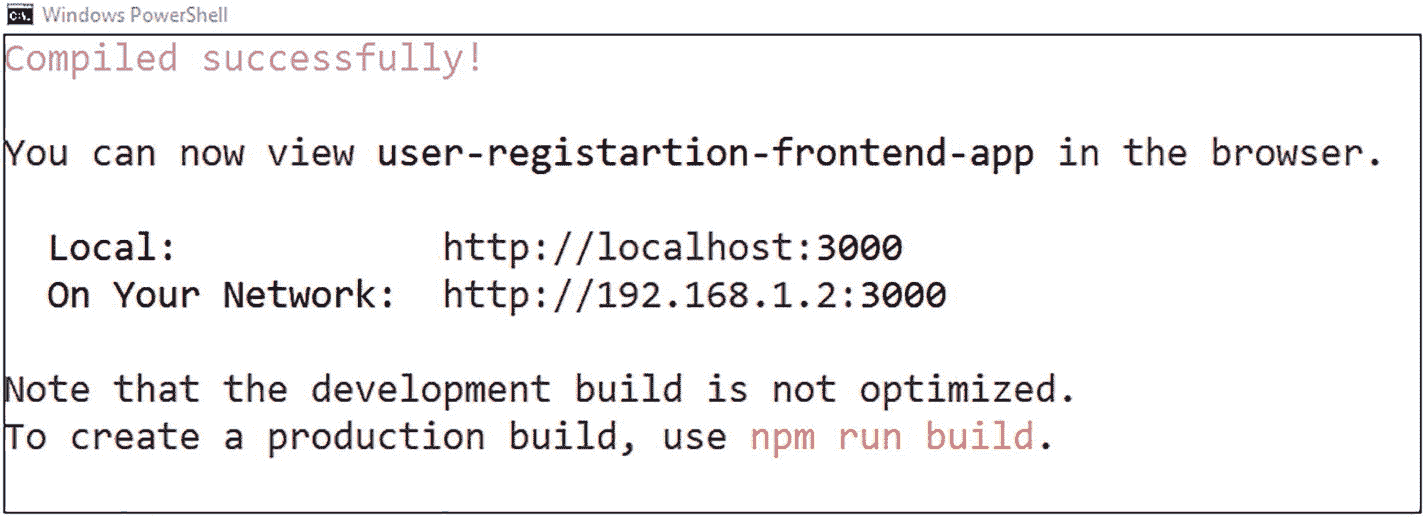 Windows PowerShell
Compiled successfully!
You can now view user-registartion-frontend-app in the browser.
Local: http://localhost:3000
On Your Network: http://192.168.1.2:3000
Note that the development build is not optimized.
To create a production build, use npm run build.